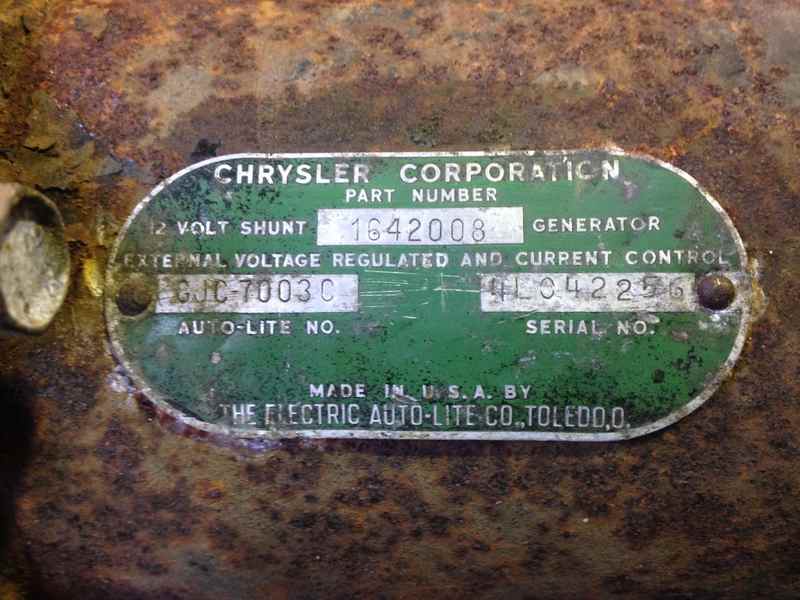 CHRYSLER CORPORATION
PART NUMBER
12 VOLT SHUNT 1642008 GENERATOR
EXTERNAL VOLTAGE REGULATED AND CURRENT CONTROL
GJC-7003C 4L042256
AUTO-LITE NO. SERIAL NO.
MADE IN U.S.A. BY
THE ELECTRIC AUTO-LITE CO., TOLEDO, O.